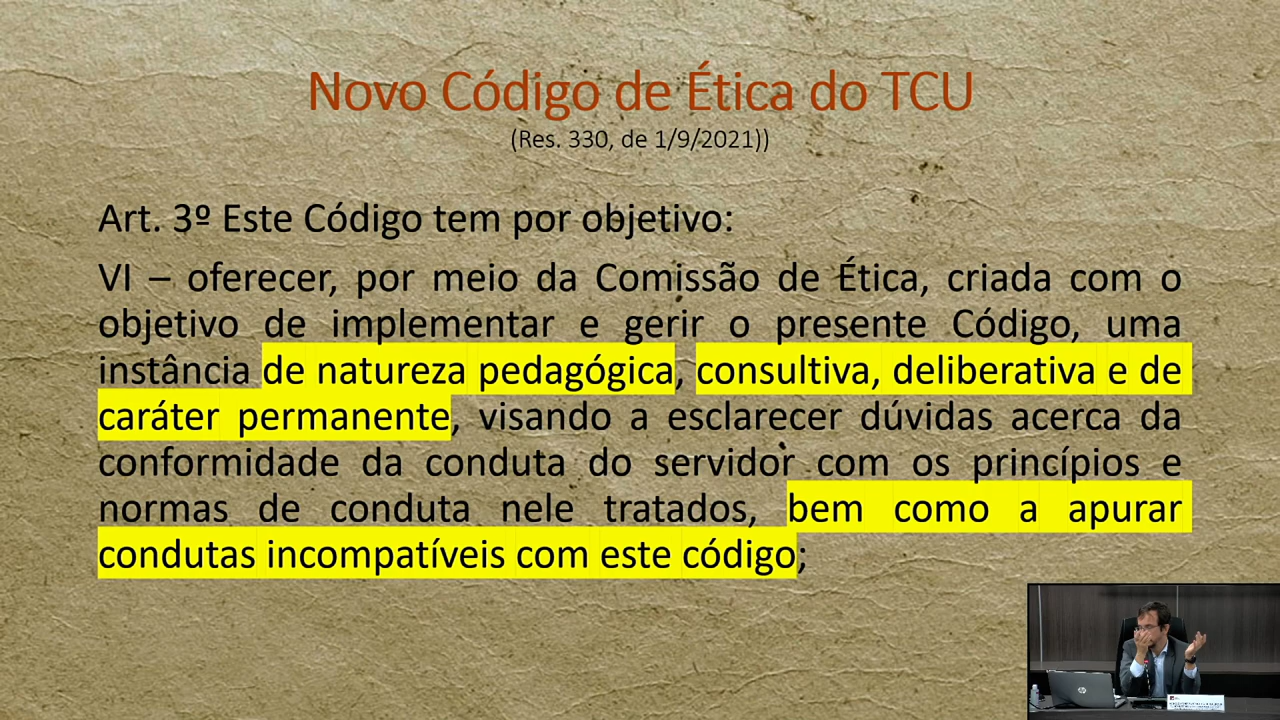 Novo Código de Ética do TCU
(Res. 330, de 1/9/2021))
Art. 3º Este Código tem por objetivo:
VI – oferecer, por meio da Comissão de Ética, criada com o
objetivo de implementar e gerir o presente Código, uma
instância de natureza pedagógica, consultiva, deliberativa e de
caráter permanente, visando a esclarecer dúvidas acerca da
conformidade da conduta do servidor com os princípios e
normas de conduta nele tratados, bem como a apurar
condutas incompatíveis com este código;
hp